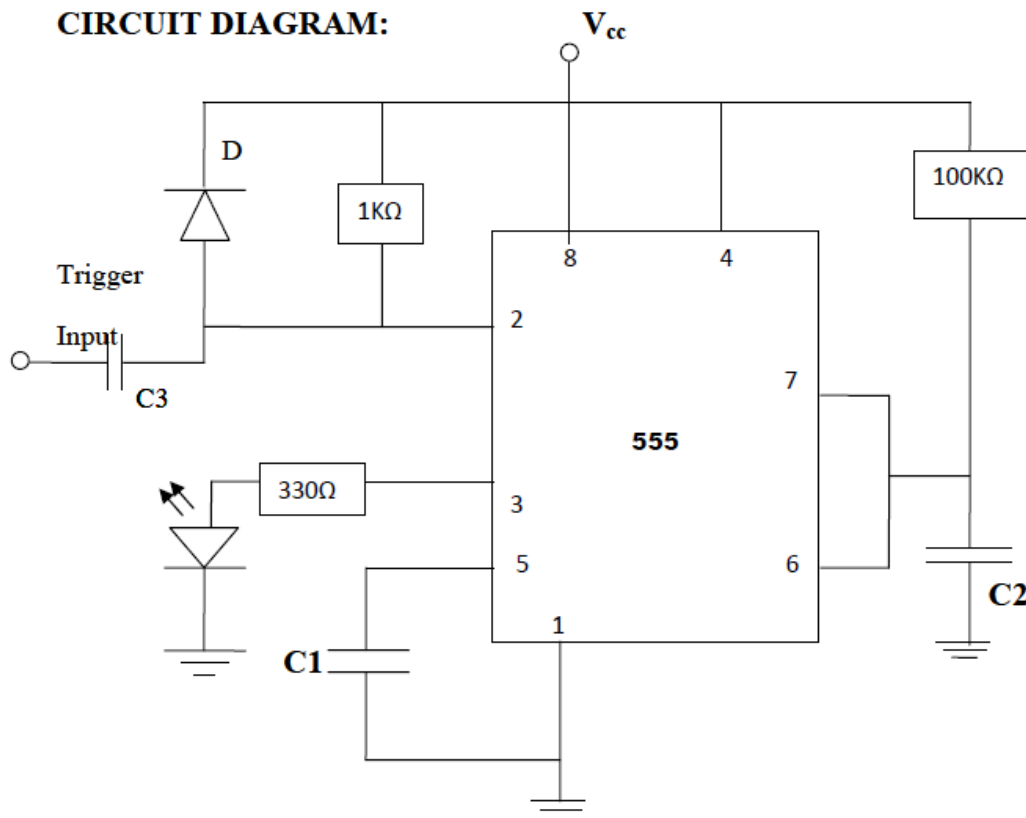 CIRCUIT DIAGRAM:
V_cc
D
1KΩ
100KΩ
8
4
Trigger
2
Input
C3
7
555
330Ω
3
5
6
C2
1
C1